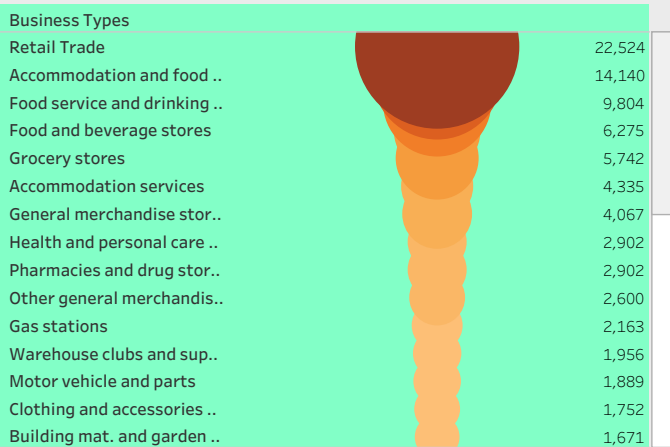 Business Types
Retail Trade 22,524
Accommodation and food .. 14,140
Food service and drinking .. 9,804
Food and beverage stores 6,275
Grocery stores 5,742
Accommodation services 4,335
General merchandise stor.. 4,067
Health and personal care .. 2,902
Pharmacies and drug stor.. 2,902
Other general merchandis.. 2,600
Gas stations 2,163
Warehouse clubs and sup.. 1,956
Motor vehicle and parts 1,889
Clothing and accessories .. 1,752
Building mat. and garden .. 1,671